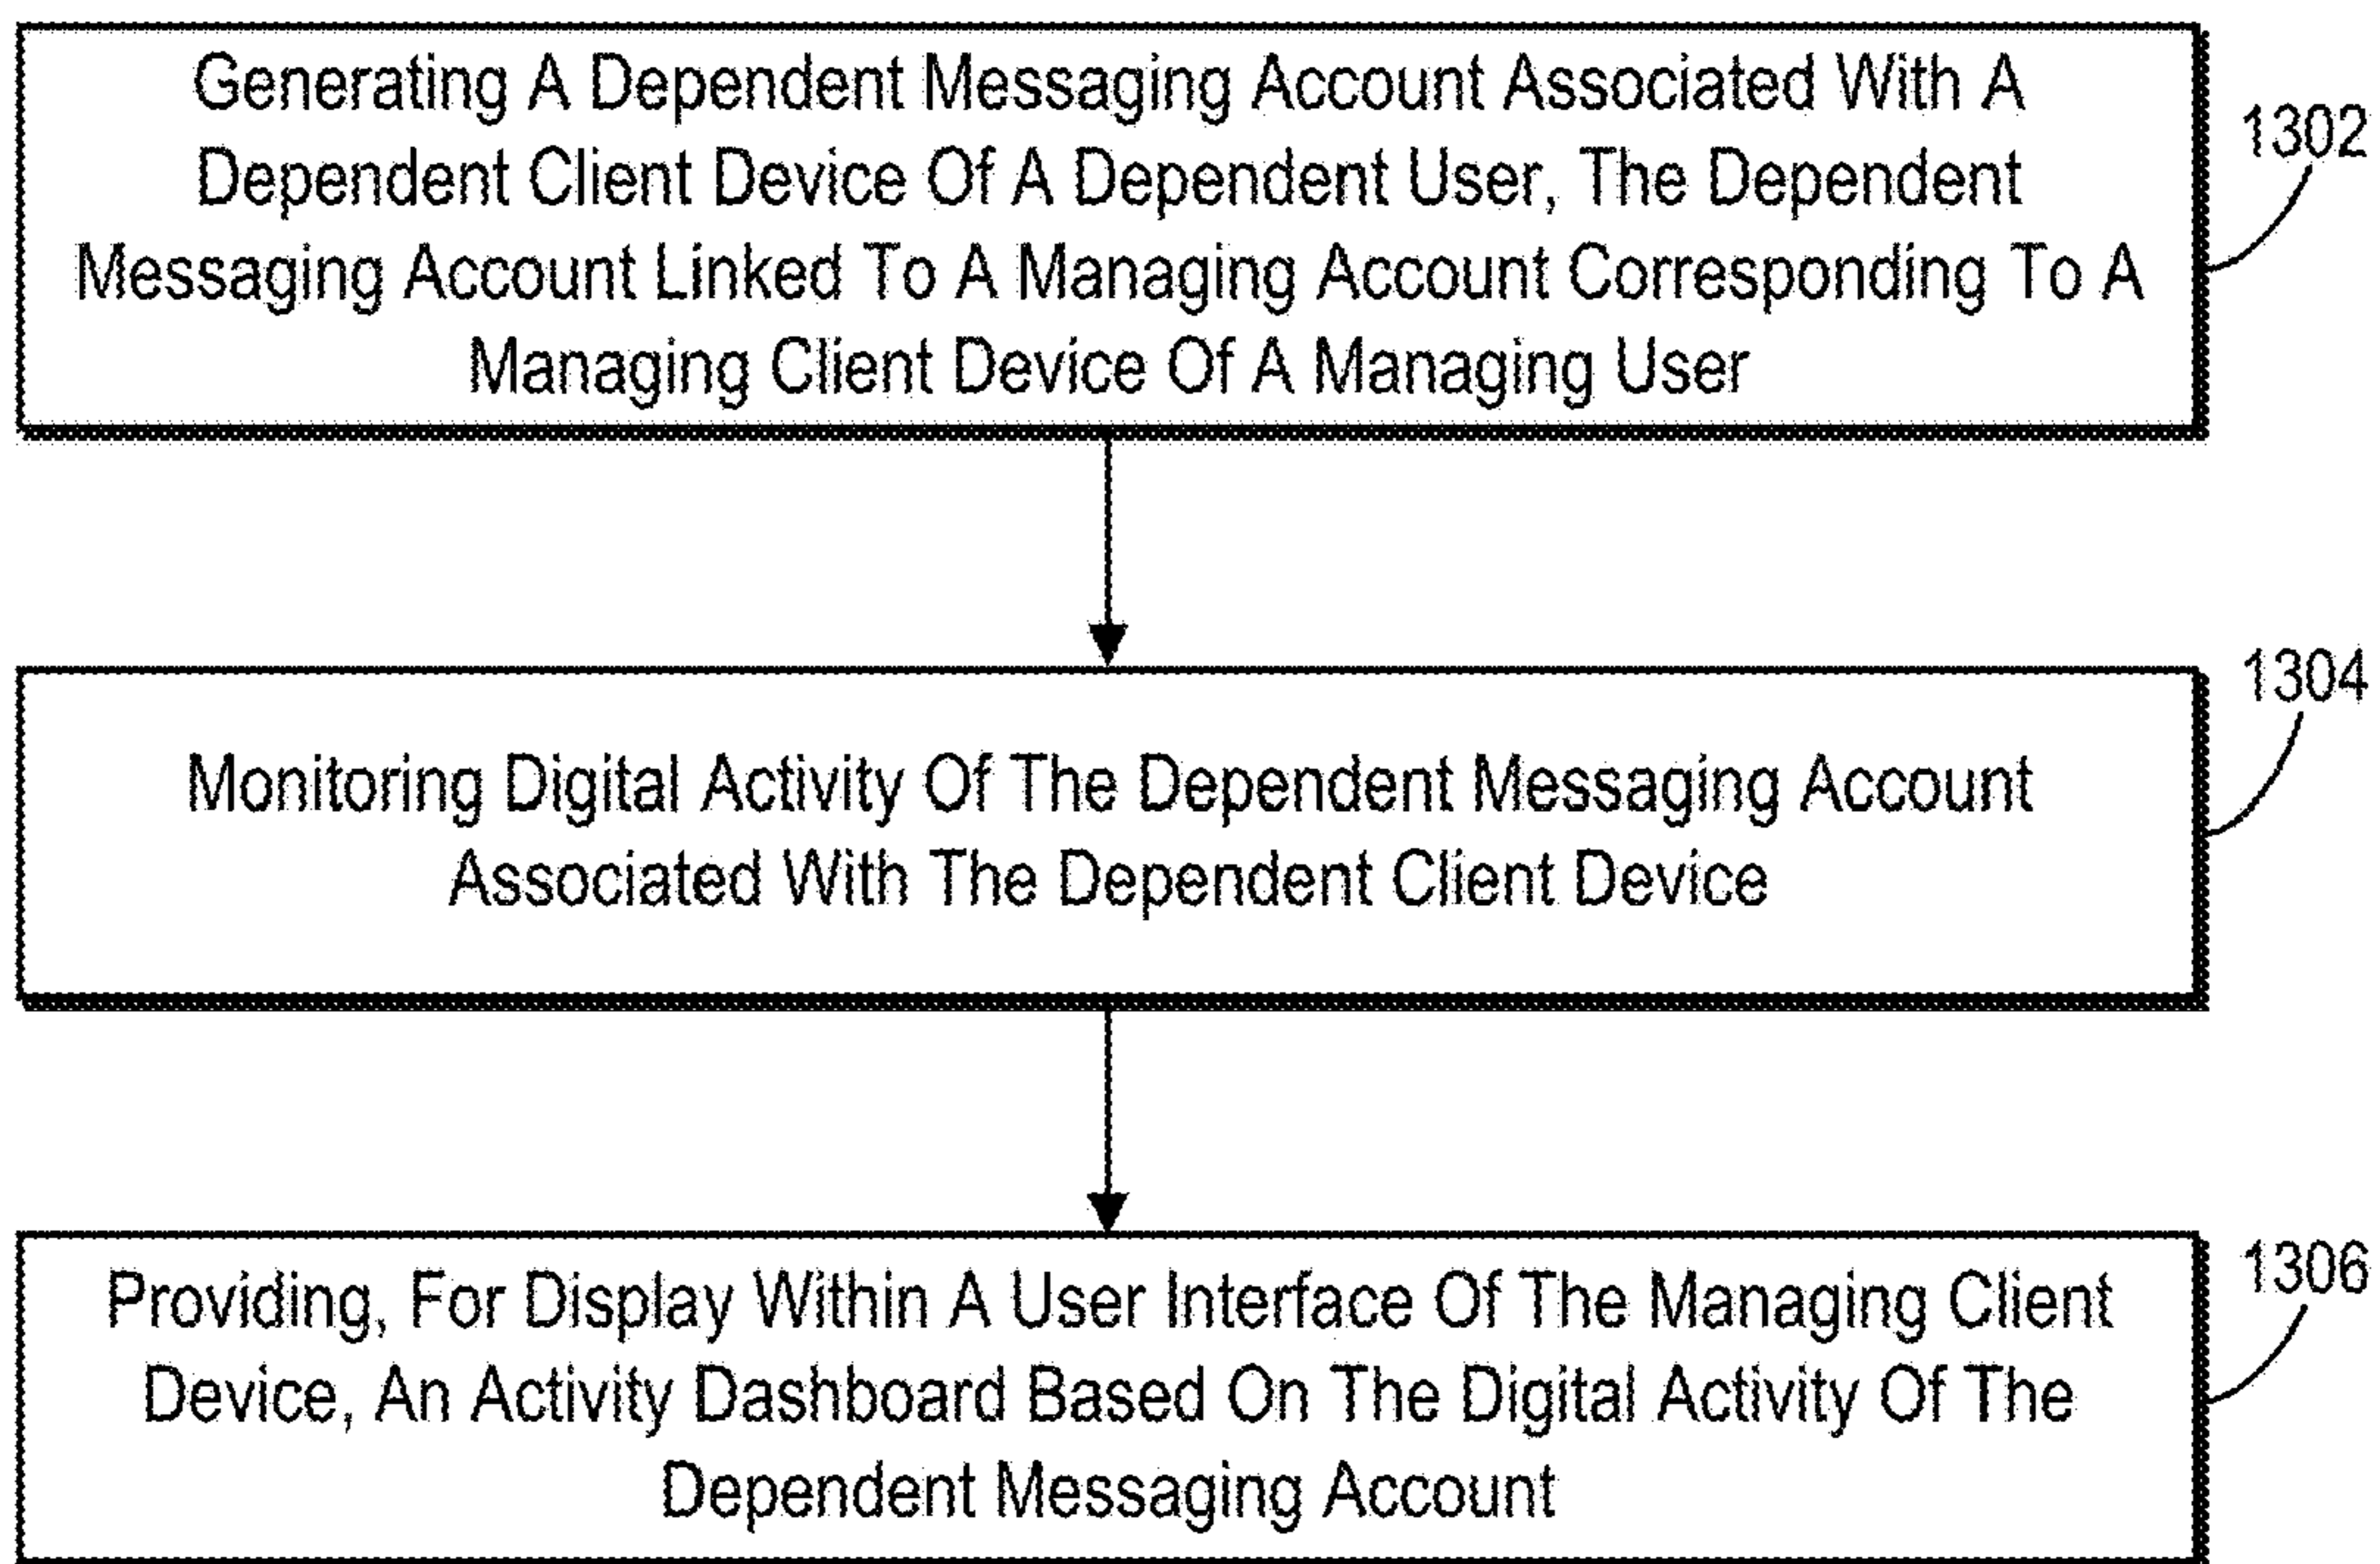 Generating A Dependent Messaging Account Associated With A
Dependent Client Device Of A Dependent User, The Dependent
Messaging Account Linked To A Managing Account Corresponding To A
Managing Client Device Of A Managing User
1302
Monitoring Digital Activity Of The Dependent Messaging Account
Associated With The Dependent Client Device
1304
Providing, For Display Within A User Interface Of The Managing Client
Device, An Activity Dashboard Based On The Digital Activity Of The
Dependent Messaging Account
1306